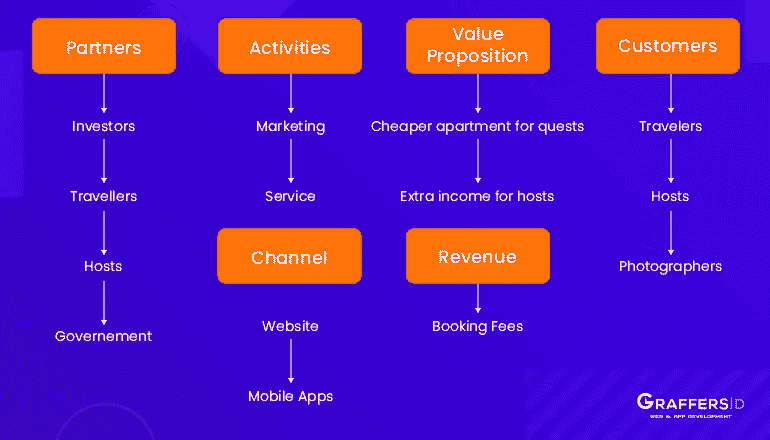 Partners
Investors
Travellers
Hosts
Governement
Activities
Marketing
Service
Channel
Website
Mobile Apps
Value
Proposition
Cheaper apartment for quests
Extra income for hosts
Revenue
Booking Fees
Customers
Travelers
Hosts
Photographers
GRAFFERSID
WEB & APP DEVELOPMENT